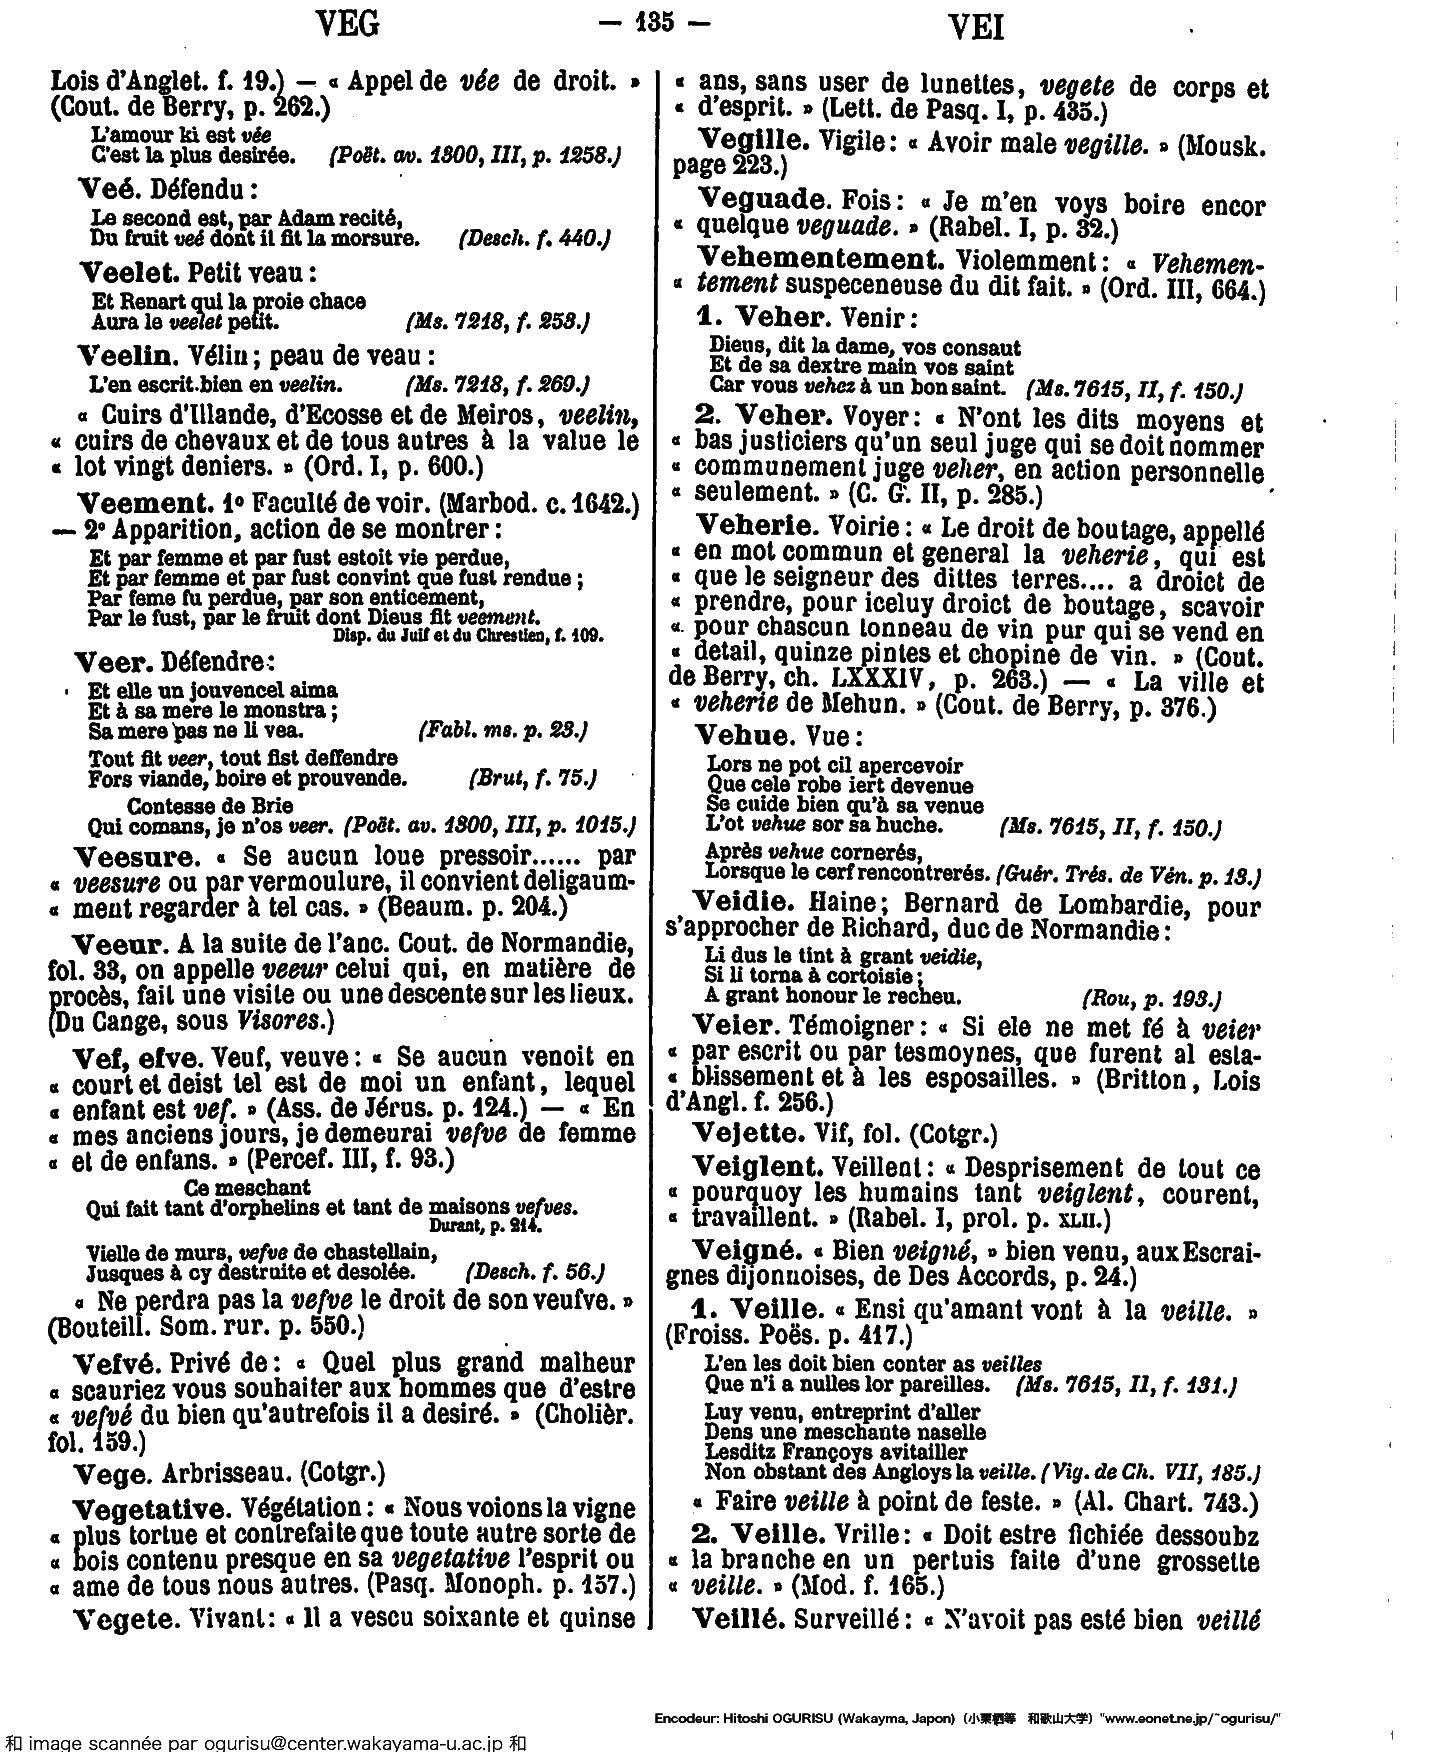 VEG — 135 — VEI
Lois d'Anglet. f. 19.) — « Appel de vée de droit. »
(Cout. de Berry, p. 262.)
L'amour ki est vée
C'est la plus desirée. (Poët. av. 1300, III, p. 1258.)
Veé. Défendu :
Le second est, par Adam recité,
Du fruit veé dont il fit la morsure. (Desch. f. 440.)
Veelet. Petit veau :
Et Renart qui la proie chace
Aura le veelet petit. (Ms. 7218, f. 253.)
Veelin. Vélin ; peau de veau :
L'en escrit bien en veelin. (Ms. 7218, f. 269.)
« Cuirs d'Illande, d'Ecosse et de Meiros, veelin,
« cuirs de chevaux et de tous autres à la value le
« lot vingt deniers. » (Ord. I, p. 600.)
Veement. 1º Faculté de voir. (Marbod. c. 1642.)
— 2º Apparition, action de se montrer :
Et par femme et par fust estoit vie perdue,
Et par femme et par fust convint que fust rendue ;
Par feme fu perdue, par son enticement,
Par le fust, par le fruit dont Dieus fit veement.
Disp. du Juif et du Chrestien, f. 109.
Veer. Défendre :
Et elle un jouvencel aima
Et à sa mere le monstra ;
Sa mere pas ne li vea. (Fabl. ms. p. 23.)
Tout fit veer, tout fist deffendre
Fors viande, boire et prouvende. (Brut, f. 75.)
Contesse de Brie
Qui comans, je n'os veer. (Poët. av. 1300, III, p. 1015.)
Veesure. « Se aucun loue pressoir...... par
« veesure ou par vermoulure, il convient deligaum-
« ment regarder à tel cas. » (Beaum. p. 204.)
Veeur. A la suite de l'anc. Cout. de Normandie,
fol. 33, on appelle veeur celui qui, en matière de
procès, fait une visite ou une descente sur les lieux.
(Du Cange, sous Visores.)
Vef, efve. Veuf, veuve : « Se aucun venoit en
« court et deist tel est de moi un enfant, lequel
« enfant est vef. » (Ass. de Jérus. p. 124.) — « En
« mes anciens jours, je demeurai vefve de femme
« et de enfans. » (Percef. III, f. 93.)
Ce meschant
Qui fait tant d'orphelins et tant de maisons vefves.
Durant, p. 214.
Vielle de murs, vefve de chastellain,
Jusques à cy destruite et desolée. (Desch. f. 56.)
« Ne perdra pas la vefve le droit de son veufve. »
(Bouteill. Som. rur. p. 550.)
Vefvé. Privé de : « Quel plus grand malheur
« scauriez vous souhaiter aux hommes que d'estre
« vefvé du bien qu'autrefois il a desiré. » (Cholièr.
fol. 159.)
Vege. Arbrisseau. (Cotgr.)
Vegetative. Végétation : « Nous voions la vigne
« plus tortue et contrefaite que toute autre sorte de
« bois contenu presque en sa vegetative l'esprit ou
« ame de tous nous autres. (Pasq. Monoph. p. 157.)
Vegete. Vivant : « Il a vescu soixante et quinse
« ans, sans user de lunettes, vegete de corps et
« d'esprit. » (Lett. de Pasq. I, p. 435.)
Vegille. Vigile : « Avoir male vegille. » (Mousk.
page 223.)
Veguade. Fois : « Je m'en voys boire encor
« quelque veguade. » (Rabel. I, p. 32.)
Vehementement. Violemment : « Vehemen-
« tement suspeceneuse du dit fait. » (Ord. III, 664.)
1. Veher. Venir :
Diens, dit la dame, vos consaut
Et de sa dextre main vos saint
Car vous vehez à un bon saint. (Ms. 7615, II, f. 150.)
2. Veher. Voyer : « N'ont les dits moyens et
« bas justiciers qu'un seul juge qui se doit nommer
« communement juge veher, en action personnelle
« seulement. » (C. G. II, p. 285.)
Veherie. Voirie : « Le droit de boutage, appellé
« en mot commun et general la veherie, qui est
« que le seigneur des dittes terres.... a droict de
« prendre, pour iceluy droict de boutage, scavoir
« pour chascun tonneau de vin pur qui se vend en
« detail, quinze pintes et chopine de vin. » (Cout.
de Berry, ch. LXXXIV, p. 263.) — « La ville et
« veherie de Mehun. » (Cout. de Berry, p. 376.)
Vehue. Vue :
Lors ne pot cil apercevoir
Que cele robe iert devenue
Se cuide bien qu'à sa venue
L'ot vehue sor sa huche. (Ms. 7615, II, f. 150.)
Après vehue cornerés,
Lorsque le cerf rencontrerés. (Guér. Trés. de Vén. p. 13.)
Veidie. Haine ; Bernard de Lombardie, pour
s'approcher de Richard, duc de Normandie :
Li dus le tint à grant veidie,
Si li torna à cortoisie ;
A grant honour le recheu. (Rou, p. 193.)
Veier. Témoigner : « Si ele ne met fé à veier
« par escrit ou par tesmoynes, que furent al esta-
« blissement et à les esposailles. » (Britton, Lois
d'Angl. f. 256.)
Vejette. Vif, fol. (Cotgr.)
Veiglent. Veillent : « Desprisement de tout ce
« pourquoy les humains tant veiglent, courent,
« travaillent. » (Rabel. I, prol. p. XLII.)
Veigné. « Bien veigné, » bien venu, aux Escrai-
gnes dijonnoises, de Des Accords, p. 24.)
1. Veille. « Ensi qu'amant vont à la veille. »
(Froiss. Poës. p. 417.)
L'en les doit bien conter as veilles
Que n'i a nulles lor pareilles. (Ms. 7615, II, f. 131.)
Luy venu, entreprint d'aller
Dens une meschante naselle
Lesditz Françoys avitailler
Non obstant des Angloys la veille. (Vig. de Ch. VII, 185.)
« Faire veille à point de feste. » (Al. Chart. 743.)
2. Veille. Vrille : « Doit estre fichiée dessoubz
« la branche en un pertuis faite d'une grossette
« veille. » (Mod. f. 165.)
Veillé. Surveillé : « N'avoit pas esté bien veillé
Encodeur: Hitoshi OGURISU (Wakayma, Japon)（小栗栖等 和歌山大学）"www.eonet.ne.jp/~ogurisu/"
和 image scannée par ogurisu@center.wakayama-u.ac.jp 和